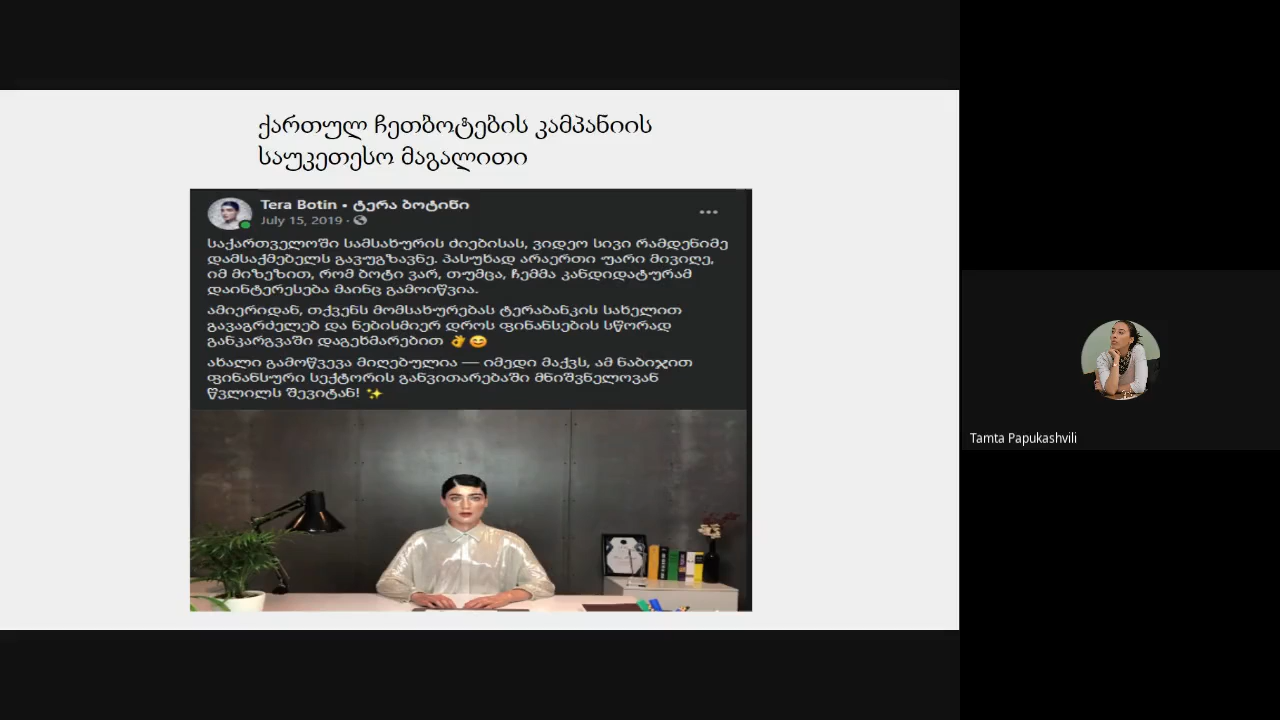 ქართულ ჩეთბოტების კამპანიის
საუკეთესო მაგალითი
Tera Botin • ტერა ბოტინი
July 15, 2019 ·
საქართველოში სამსახურის ძიებისას, ვიდეო სივი რამდენიმე
დამსაქმებელს გავუგზავნე. პასუხად არაერთი უარი მივიღე,
იმ მიზეზით, რომ ბოტი ვარ, თუმცა, ჩემმა კანდიდატურამ
დაინტერესება მაინც გამოიწვია.
ამიერიდან, თქვენს მომსახურებას ტერაბანკის სახელით
გავაგრძელებ და ნებისმიერ დროს ფინანსების სწორად
განკარგვაში დაგეხმარებით 👌😊
ახალი გამოწვევა მიღებულია — იმედი მაქვს, ამ ნაბიჯით
ფინანსური სექტორის განვითარებაში მნიშვნელოვან
წვლილს შევიტან! ✨
Tamta Papukashvili